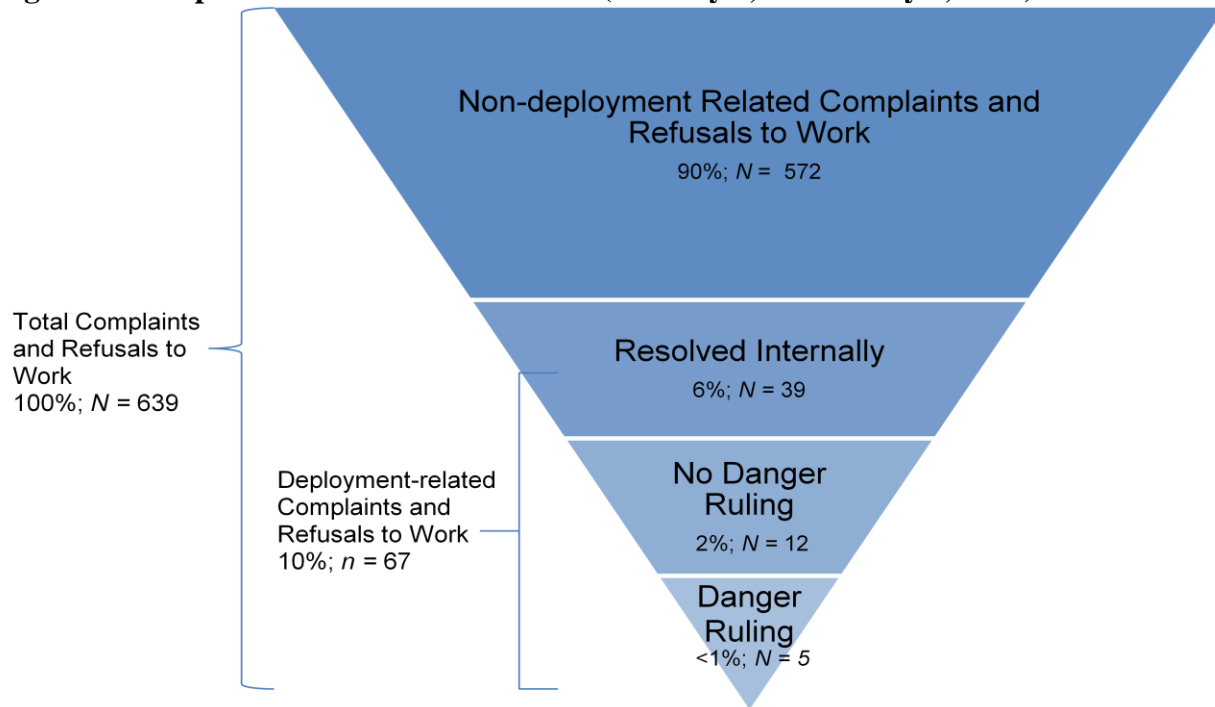 Non-deployment Related Complaints and
Refusals to Work
90%; N = 572
Resolved Internally
6%; N = 39
Total Complaints
and Refusals to
Work
100%; N = 639
No Danger
Ruling
2%; N = 12
Deployment-related
Complaints and
Refusals to Work
10%; n = 67
Danger
Ruling
<1%; N = 5